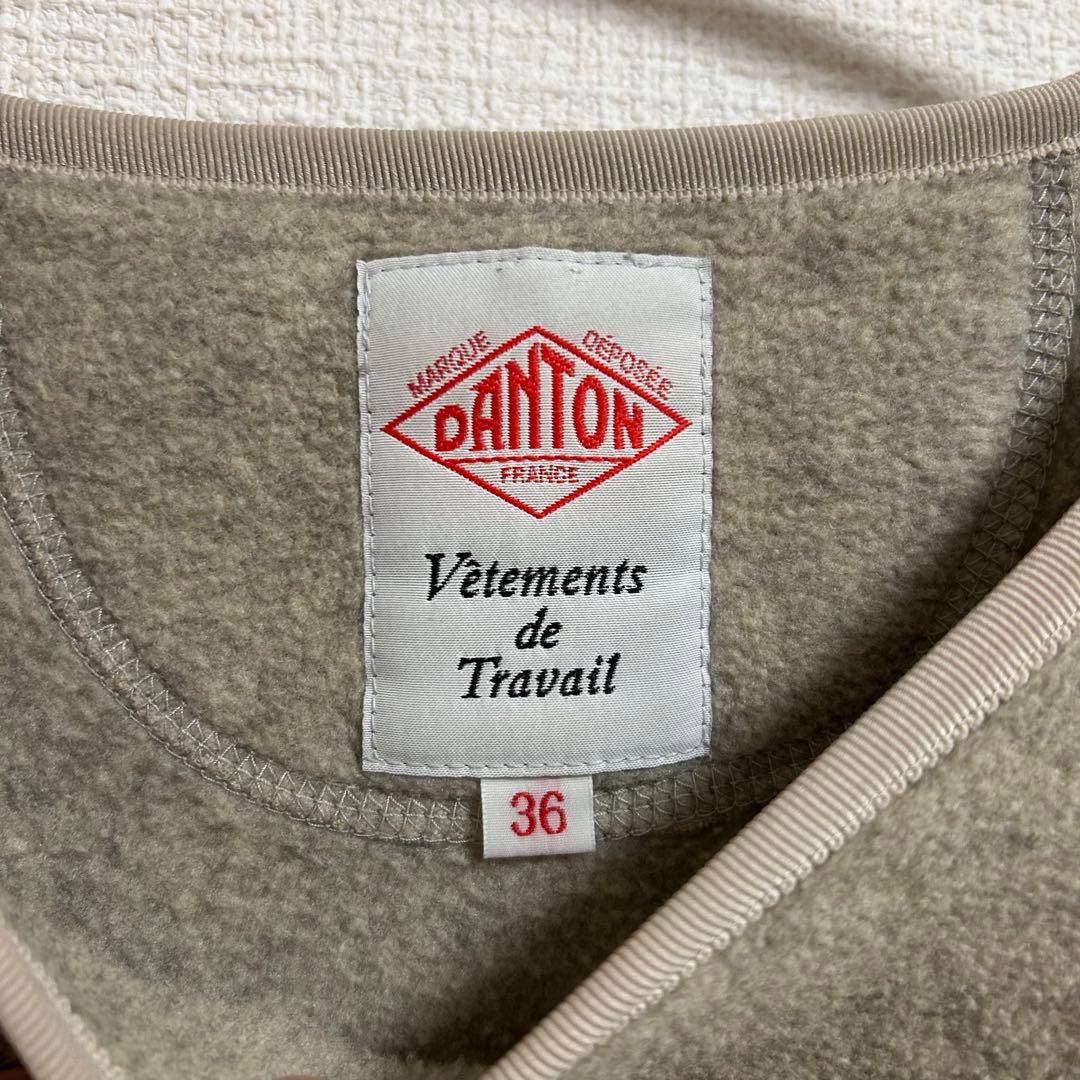 MARQUE DÉPOSÉE
DANTON
FRANCE
Vêtements
de
Travail
36